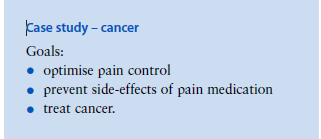 Case study – cancer
Goals:
● optimise pain control
● prevent side-effects of pain medication
● treat cancer.